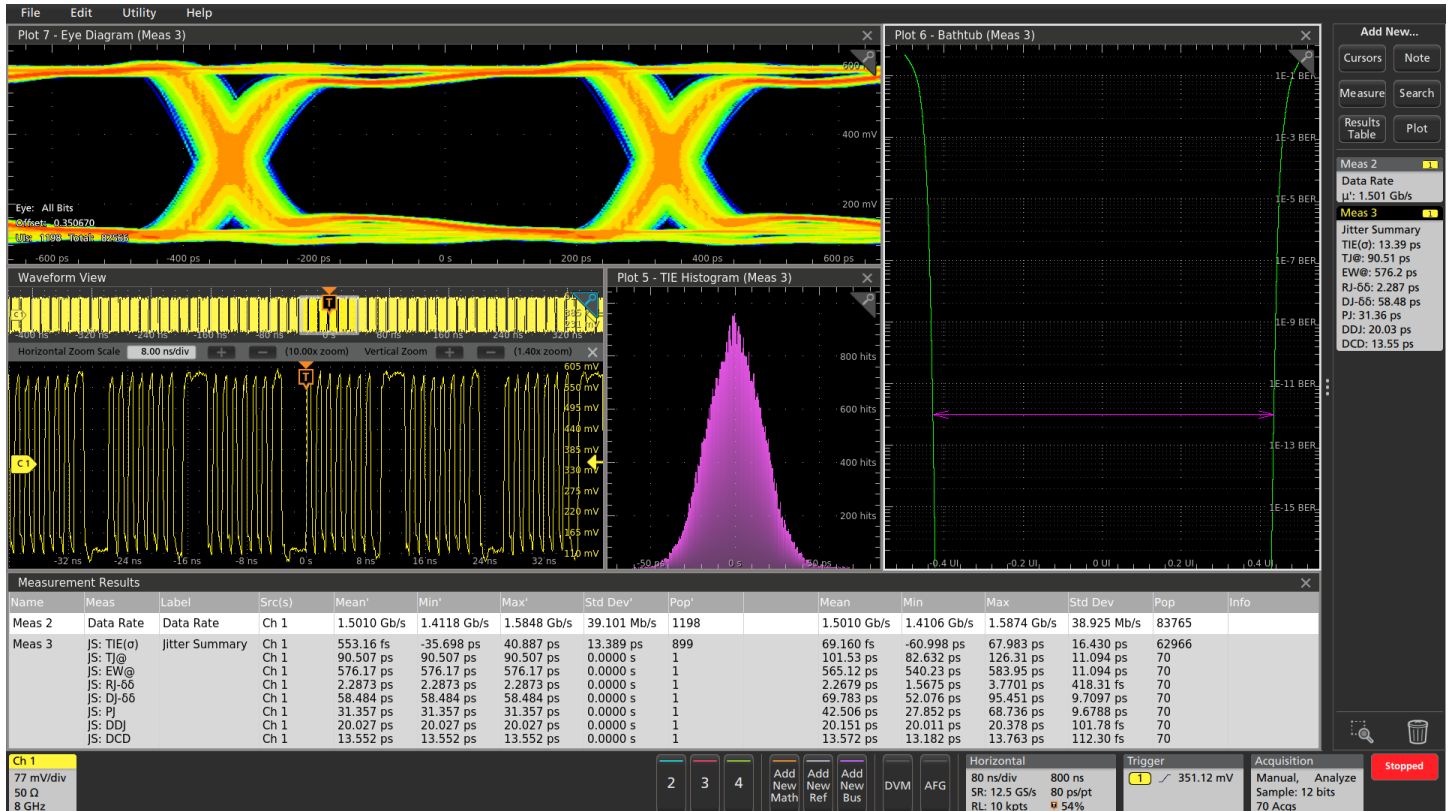 File Edit Utility Help
Plot 7 - Eye Diagram (Meas 3)
600 mV
400 mV
200 mV
Eye: All Bits
Offset: 0.350670
UIs: 1198 Total: 82566
-600 ps -400 ps -200 ps 0 s 200 ps 400 ps 600 ps
Plot 6 - Bathtub (Meas 3)
1E-1 BER
1E-3 BER
1E-5 BER
1E-7 BER
1E-9 BER
1E-11 BER
1E-13 BER
1E-15 BER
-0.4 UI -0.2 UI 0 UI 0.2 UI 0.4 UI
Waveform View
C 1
T
-400 ns -320 ns -240 ns -160 ns -80 ns 0 s 80 ns 160 ns 240 ns 320 ns
Horizontal Zoom Scale 8.00 ns/div + − (10.00x zoom) Vertical Zoom + − (1.40x zoom)
T
605 mV
550 mV
495 mV
440 mV
385 mV
C 1
330 mV
275 mV
220 mV
165 mV
110 mV
-32 ns -24 ns -16 ns -8 ns 0 s 8 ns 16 ns 24 ns 32 ns
Plot 5 - TIE Histogram (Meas 3)
800 hits
600 hits
400 hits
200 hits
-50 ps 0 s 50 ps
Add New...
Cursors Note
Measure Search
Results Table Plot
Meas 2 1
Data Rate
µ': 1.501 Gb/s
Meas 3 1
Jitter Summary
TIE(σ): 13.39 ps
TJ@: 90.51 ps
EW@: 576.2 ps
RJ-δδ: 2.287 ps
DJ-δδ: 58.48 ps
PJ: 31.36 ps
DDJ: 20.03 ps
DCD: 13.55 ps
Measurement Results
Name Meas Label Src(s) Mean' Min' Max' Std Dev' Pop' Mean Min Max Std Dev Pop Info
Meas 2 Data Rate Data Rate Ch 1 1.5010 Gb/s 1.4118 Gb/s 1.5848 Gb/s 39.101 Mb/s 1198 1.5010 Gb/s 1.4106 Gb/s 1.5874 Gb/s 38.925 Mb/s 83765
Meas 3 JS: TIE(σ) Jitter Summary Ch 1 553.16 fs -35.698 ps 40.887 ps 13.389 ps 899 69.160 fs -60.998 ps 67.983 ps 16.430 ps 62966
JS: TJ@ Ch 1 90.507 ps 90.507 ps 90.507 ps 0.0000 s 1 101.53 ps 82.632 ps 126.31 ps 11.094 ps 70
JS: EW@ Ch 1 576.17 ps 576.17 ps 576.17 ps 0.0000 s 1 565.12 ps 540.23 ps 583.95 ps 11.094 ps 70
JS: RJ-δδ Ch 1 2.2873 ps 2.2873 ps 2.2873 ps 0.0000 s 1 2.2679 ps 1.5675 ps 3.7701 ps 418.31 fs 70
JS: DJ-δδ Ch 1 58.484 ps 58.484 ps 58.484 ps 0.0000 s 1 69.783 ps 52.076 ps 95.451 ps 9.7097 ps 70
JS: PJ Ch 1 31.357 ps 31.357 ps 31.357 ps 0.0000 s 1 42.506 ps 27.852 ps 68.736 ps 9.6788 ps 70
JS: DDJ Ch 1 20.027 ps 20.027 ps 20.027 ps 0.0000 s 1 20.151 ps 20.011 ps 20.378 ps 101.78 fs 70
JS: DCD Ch 1 13.552 ps 13.552 ps 13.552 ps 0.0000 s 1 13.572 ps 13.182 ps 13.763 ps 112.30 fs 70
Ch 1
77 mV/div
50 Ω
8 GHz
2 3 4
Add New Math
Add New Ref
Add New Bus
DVM AFG
Horizontal
80 ns/div 800 ns
SR: 12.5 GS/s 80 ps/pt
RL: 10 kpts 54%
Trigger
1 351.12 mV
Acquisition
Manual, Analyze
Sample: 12 bits
70 Acqs
Stopped